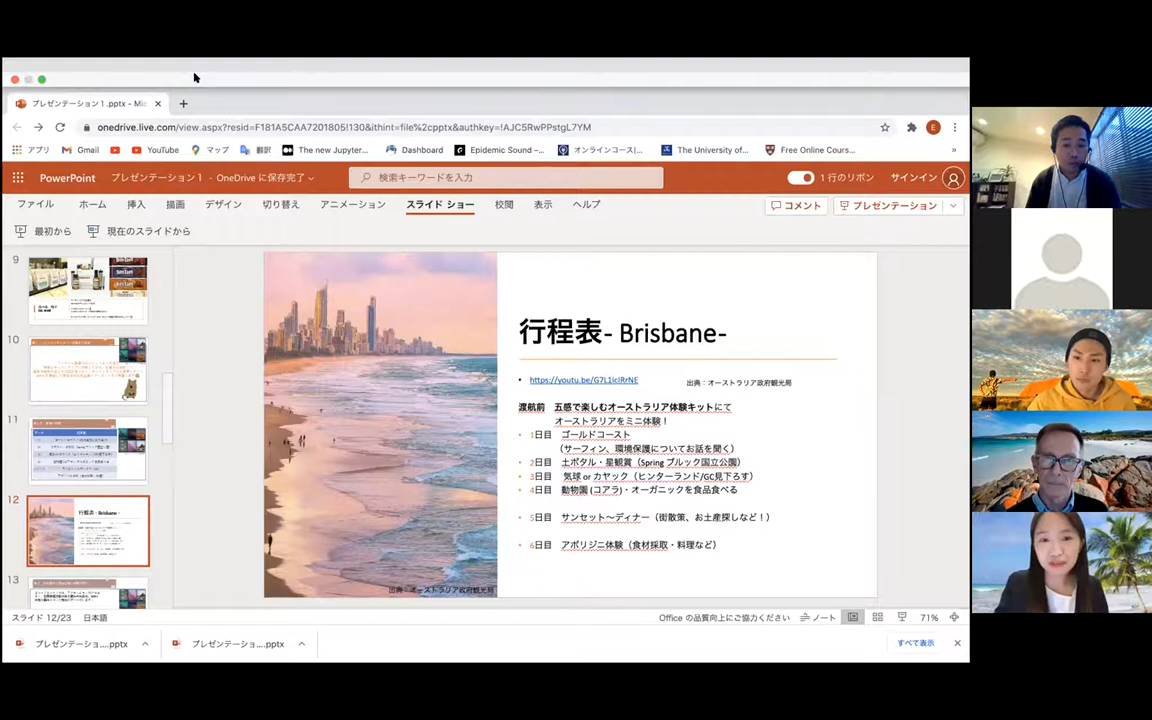 プレゼンテーション１.pptx - Mic
onedrive.live.com/view.aspx?resid=F181A5CAA7201805!130&ithint=file%2cpptx&authkey=!AJC5RwPPstgL7YM
E
アプリ Gmail YouTube マップ 翻訳 The new Jupyter... Dashboard Epidemic Sound –... オンラインコース|... The University of... Free Online Cours... »
PowerPoint プレゼンテーション 1 - OneDrive に保存完了 検索キーワードを入力 1 行のリボン サインイン
ファイル ホーム 挿入 描画 デザイン 切り替え アニメーション スライド ショー 校閲 表示 ヘルプ コメント プレゼンテーション
最初から 現在のスライドから
9
10
11
12
行程表 - Brisbane -
13
行程表- Brisbane-
• https://youtu.be/G7L1icIRrNE 出典：オーストラリア政府観光局
渡航前 五感で楽しむオーストラリア体験キットにて
オーストラリアをミニ体験！
• 1日目 ゴールドコースト
（サーフィン、環境保護についてお話を聞く）
• 2日目 土ボタル・星観賞（Spring ブルック国立公園）
• 3日目 気球 or カヤック（ヒンターランド/GC見下ろす）
• 4日目 動物園 (コアラ)・オーガニックを食品食べる
• 5日目 サンセット～ディナー（街散策、お土産探しなど！）
• 6日目 アボリジニ体験（食材採取・料理など）
出典：オーストラリア政府観光局
スライド 12/23 日本語 Office の品質向上にご協力ください ノート 71%
プレゼンテーショ....pptx プレゼンテーショ....pptx すべて表示